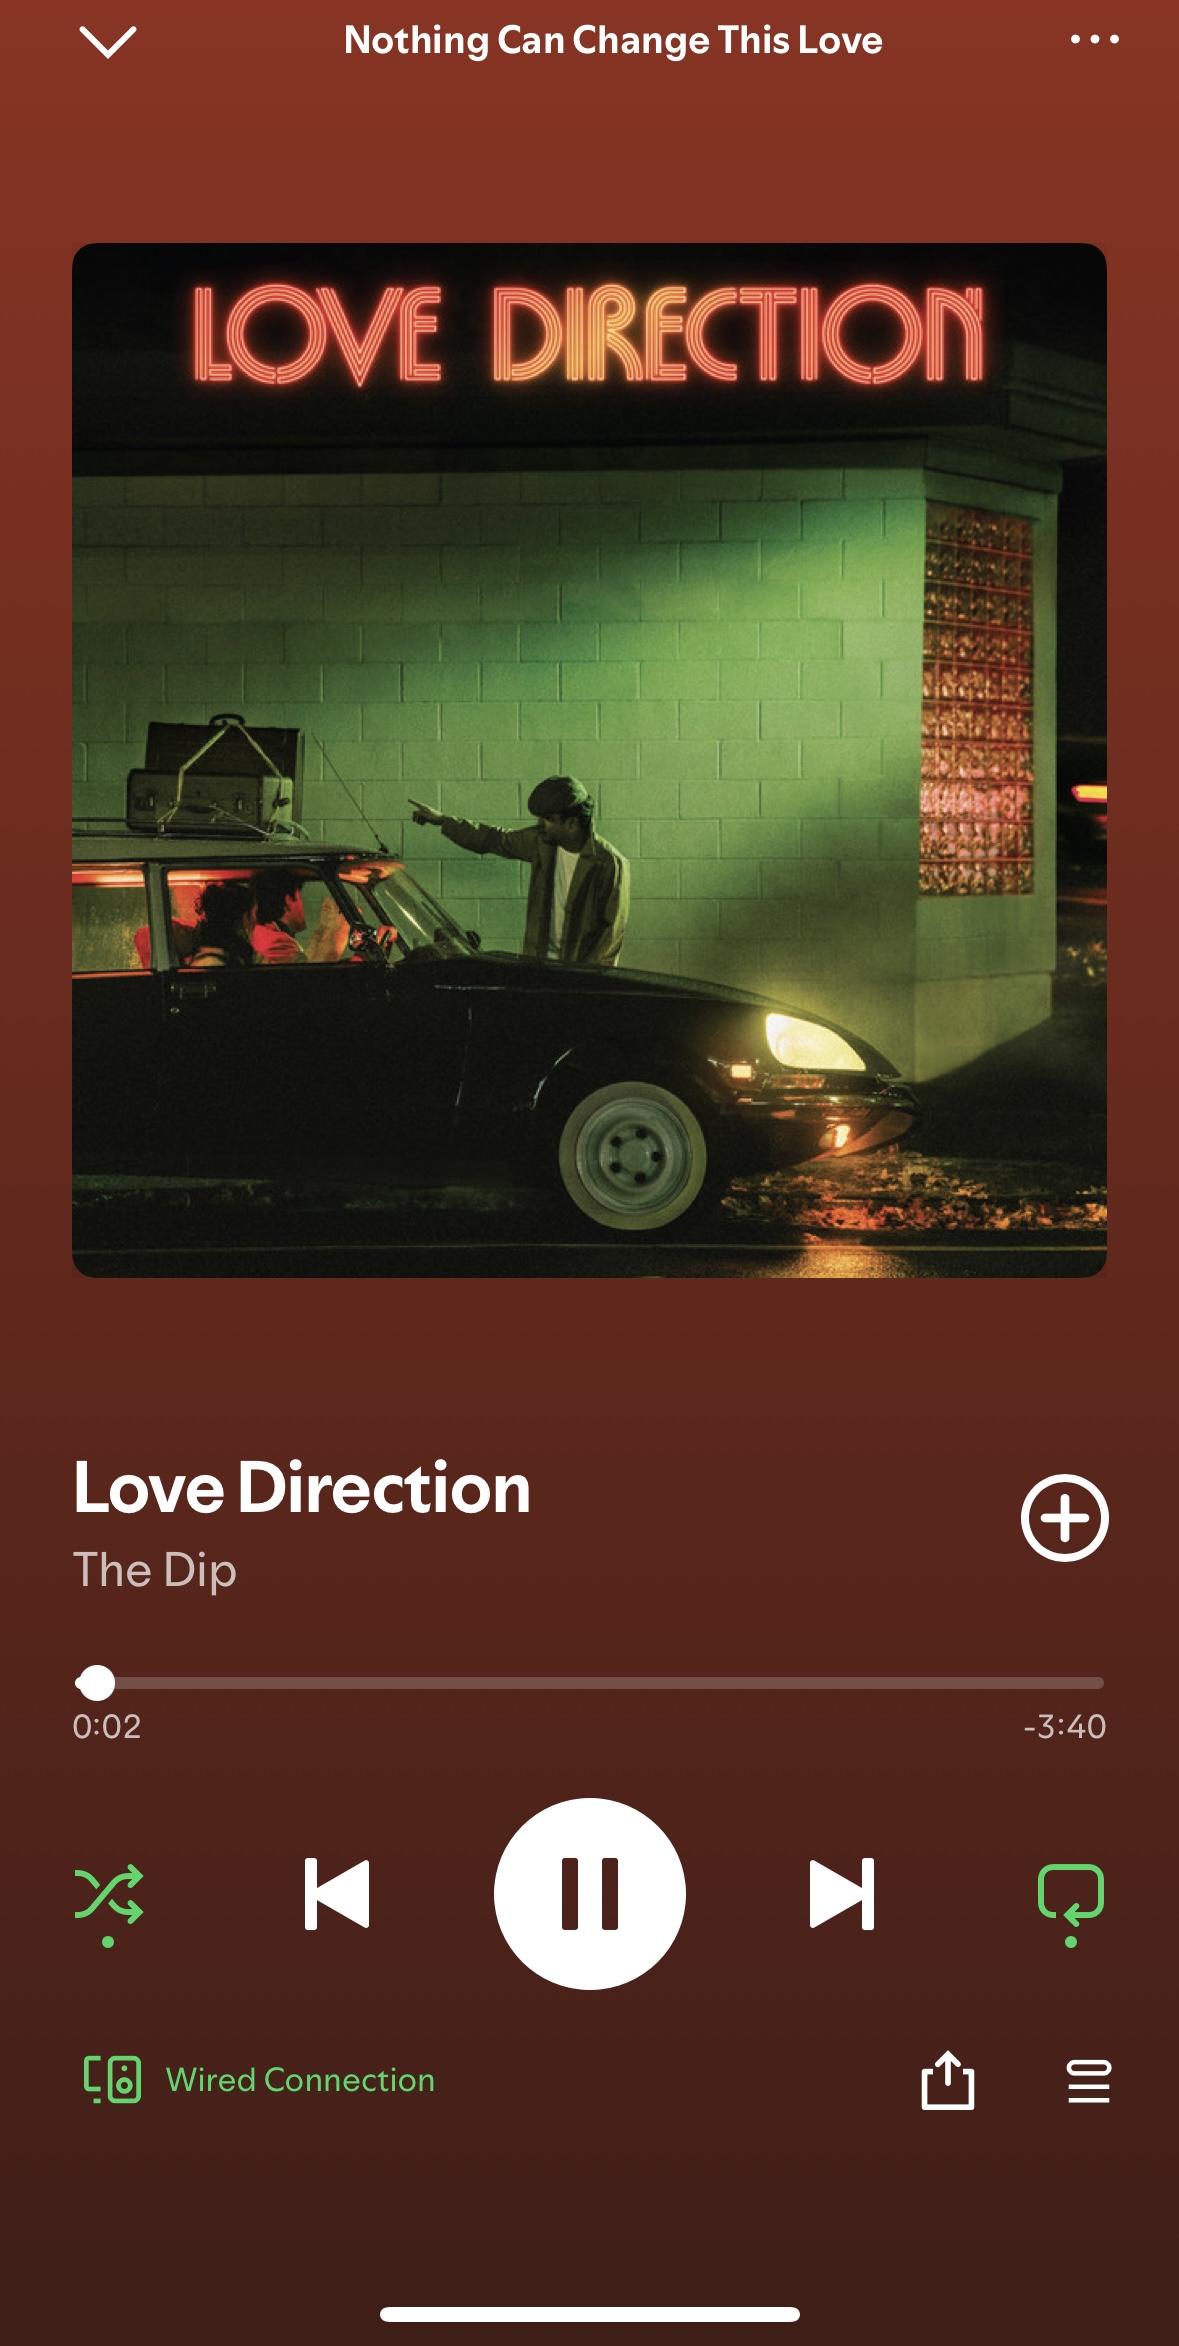 Nothing Can Change This Love
LOVE DIRECTION
Love Direction
The Dip
0:02
-3:40
Wired Connection